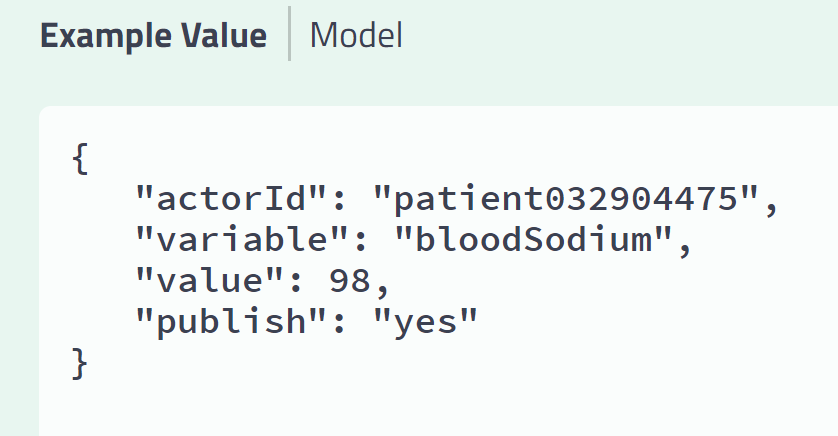 Example Value | Model
{
"actorId": "patient032904475",
"variable": "bloodSodium",
"value": 98,
"publish": "yes"
}